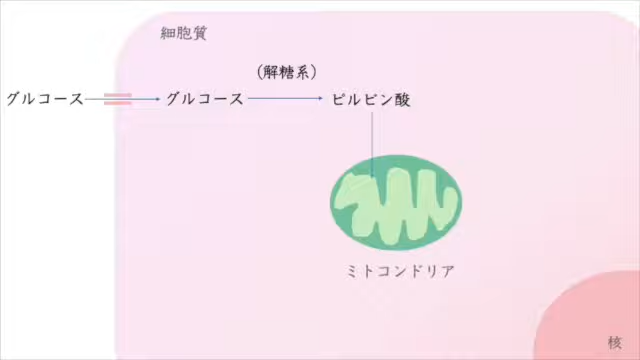 細胞質
(解糖系)
グルコース
グルコース
ピルビン酸
ミトコンドリア
核